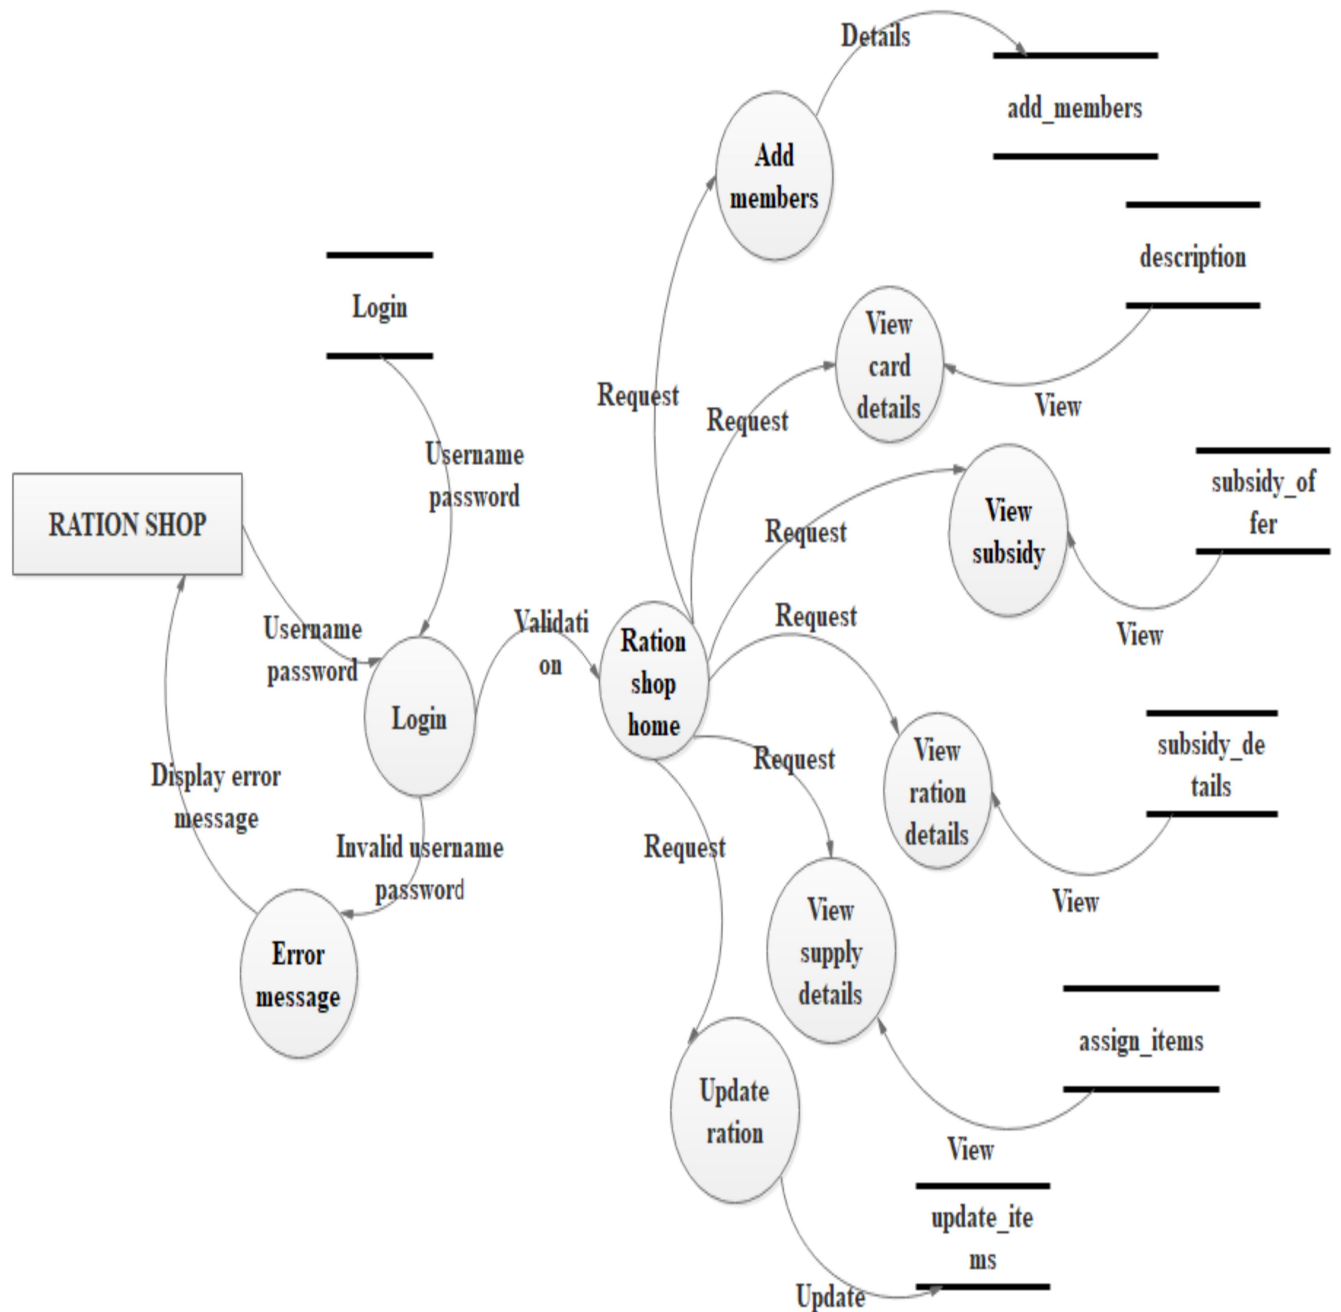 Details
add_members
Add
members
description
Login
View
card
details
Request
Request
View
Username
password
subsidy_of
fer
RATION SHOP
View
subsidy
Request
Request
View
Username
password
Validati
on
Ration
shop
home
Login
subsidy_de
tails
Request
View
ration
details
Display error
message
Invalid username
password
Request
View
View
supply
details
Error
message
assign_items
Update
ration
View
update_ite
ms
Update